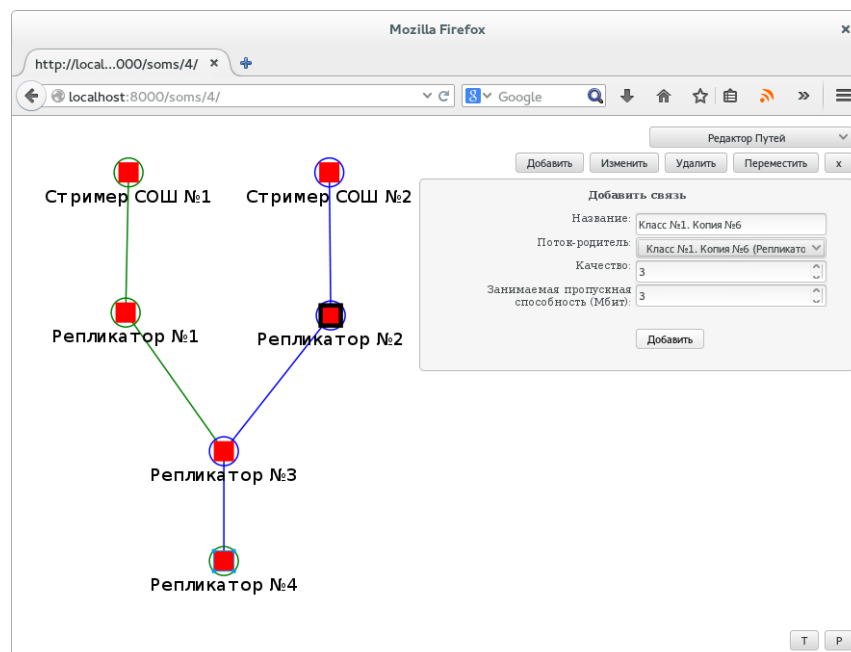 Mozilla Firefox
x
http://local...000/soms/4/ ×
localhost:8000/soms/4/
8 Google
Редактор Путей
Добавить Изменить Удалить Переместить x
Стример СОШ №1
Стример СОШ №2
Добавить связь
Название: Класс №1. Копия №6
Поток-родитель: Класс №1. Копия №6 (Репликато
Качество: 3
Занимаемая пропускная
способность (Мбит): 3
Добавить
Репликатор №1
Репликатор №2
Репликатор №3
Репликатор №4
T P